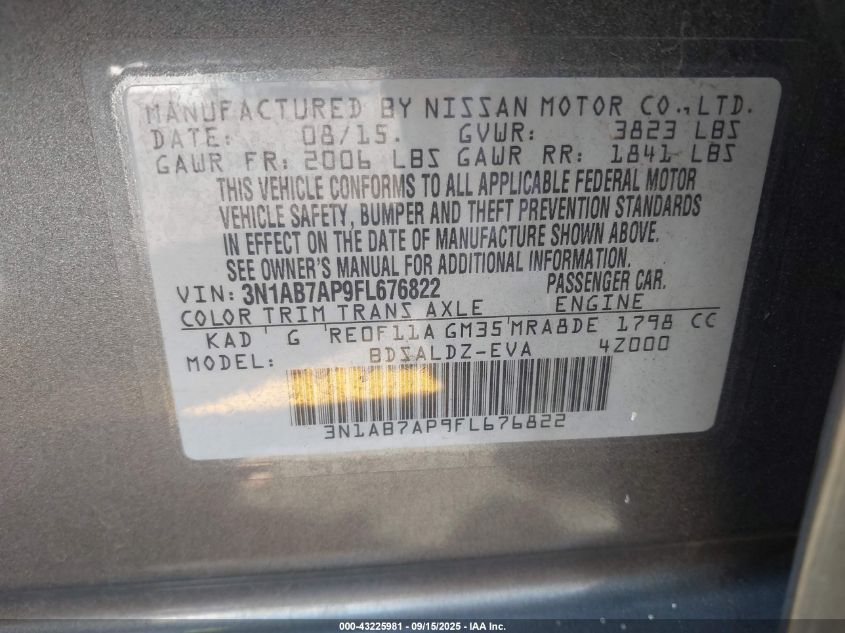 MANUFACTURED BY NISSAN MOTOR CO., LTD.
DATE: 08/15. GVWR: 3823 LBS
GAWR FR: 2006 LBS GAWR RR: 1841 LBS
THIS VEHICLE CONFORMS TO ALL APPLICABLE FEDERAL MOTOR
VEHICLE SAFETY, BUMPER AND THEFT PREVENTION STANDARDS
IN EFFECT ON THE DATE OF MANUFACTURE SHOWN ABOVE.
SEE OWNER'S MANUAL FOR ADDITIONAL INFORMATION.
VIN: 3N1AB7AP9FL676822 PASSENGER CAR.
COLOR TRIM TRANS AXLE ENGINE
KAD G RE0F11A GM35 MRA8DE 1798 CC
MODEL: BDSALDZ-EVA 4Z000
3N1AB7AP9FL676822
000-43225981 - 09/15/2025 - IAA Inc.